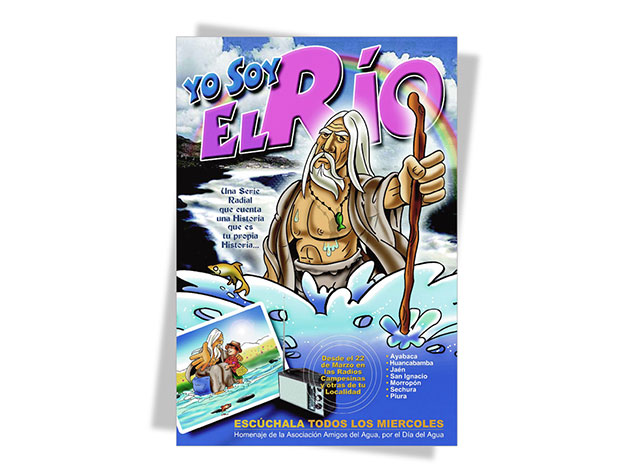 YO SOY
EL RÍO
Una Serie
Radial
que cuenta
una Historia
que es
tu propia
Historia...
Desde el 22
de Marzo en
las Radios
Campesinas
y otras de tu
Localidad
• Ayabaca
• Huancabamba
• Jaén
• San Ignacio
• Morropón
• Sechura
• Piura
ESCÚCHALA TODOS LOS MIERCOLES
Homenaje de la Asociación Amigos del Agua, por el Día del Agua